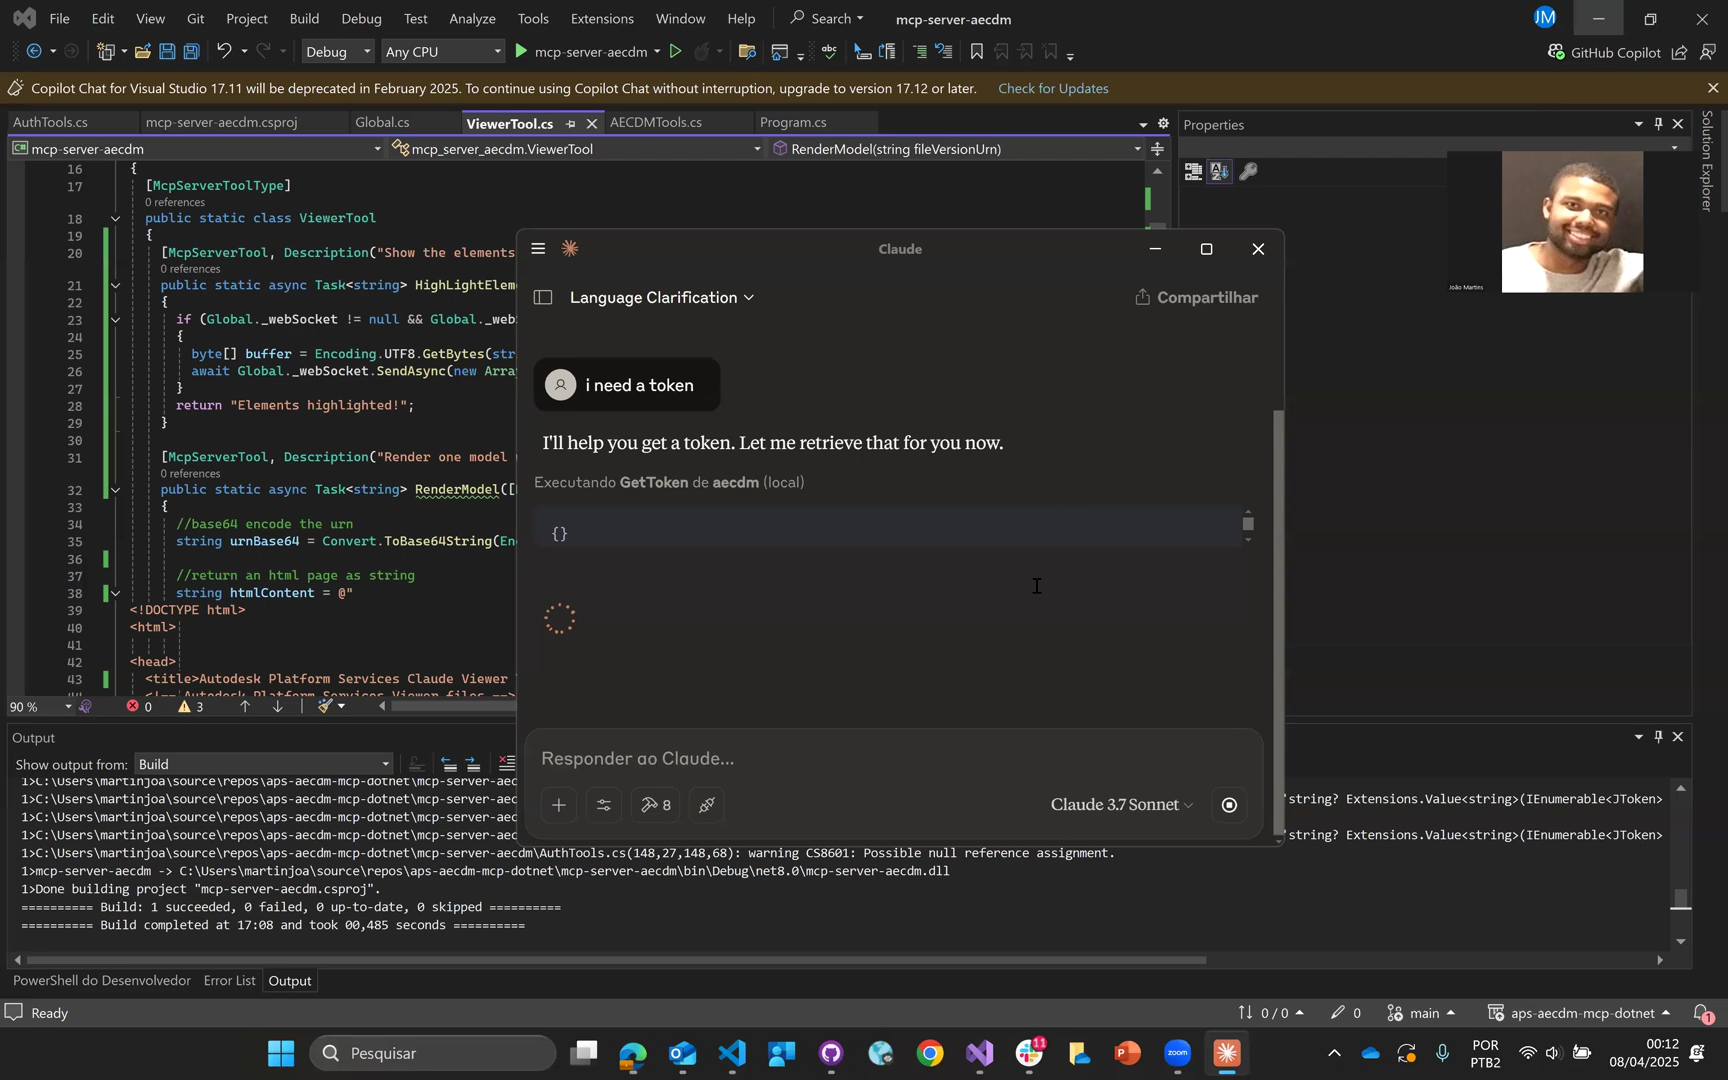 File Edit View Git Project Build Debug Test Analyze Tools Extensions Window Help Search mcp-server-aecdm JM
Debug Any CPU mcp-server-aecdm GitHub Copilot
Copilot Chat for Visual Studio 17.11 will be deprecated in February 2025. To continue using Copilot Chat without interruption, upgrade to version 17.12 or later. Check for Updates
AuthTools.cs mcp-server-aecdm.csproj Global.cs ViewerTool.cs AECDMTools.cs Program.cs
Properties
Solution Explorer
mcp-server-aecdm mcp_server_aecdm.ViewerTool RenderModel(string fileVersionUrn)
16 {
17 [McpServerToolType]
0 references
18 public static class ViewerTool
19 {
20 [McpServerTool, Description("Show the elements
0 references
21 public static async Task<string> HighLightElem
22 {
23 if (Global._webSocket != null && Global._web
24 {
25 byte[] buffer = Encoding.UTF8.GetBytes(str
26 await Global._webSocket.SendAsync(new Arra
27 }
28 return "Elements highlighted!";
29 }
30
31 [McpServerTool, Description("Render one model
0 references
32 public static async Task<string> RenderModel([
33 {
34 //base64 encode the urn
35 string urnBase64 = Convert.ToBase64String(En
36
37 //return an html page as string
38 string htmlContent = @"
39 <!DOCTYPE html>
40 <html>
41
42 <head>
43 <title>Autodesk Platform Services Claude Viewer
44 <!-- Autodesk Platform Services Viewer files -->
90 % 0 3
João Martins
Claude
Language Clarification Compartilhar
i need a token
I'll help you get a token. Let me retrieve that for you now.
Executando GetToken de aecdm (local)
{}
Responder ao Claude...
8 Claude 3.7 Sonnet
Output
Show output from: Build
1>C:\Users\martinjoa\source\repos\aps-aecdm-mcp-dotnet\mcp-server-aec
1>C:\Users\martinjoa\source\repos\aps-aecdm-mcp-dotnet\mcp-server-aec 'string? Extensions.Value<string>(IEnumerable<JToken>
1>C:\Users\martinjoa\source\repos\aps-aecdm-mcp-dotnet\mcp-server-aec
1>C:\Users\martinjoa\source\repos\aps-aecdm-mcp-dotnet\mcp-server-aec 'string? Extensions.Value<string>(IEnumerable<JToken>
1>C:\Users\martinjoa\source\repos\aps-aecdm-mcp-dotnet\mcp-server-aecdm\AuthTools.cs(148,27,148,68): warning CS8601: Possible null reference assignment.
1>mcp-server-aecdm -> C:\Users\martinjoa\source\repos\aps-aecdm-mcp-dotnet\mcp-server-aecdm\bin\Debug\net8.0\mcp-server-aecdm.dll
1>Done building project "mcp-server-aecdm.csproj".
========== Build: 1 succeeded, 0 failed, 0 up-to-date, 0 skipped ==========
========== Build completed at 17:08 and took 00,485 seconds ==========
PowerShell do Desenvolvedor Error List Output
Ready 0 / 0 0 main aps-aecdm-mcp-dotnet 1
Pesquisar 11 zoom POR
PTB2
00:12
08/04/2025